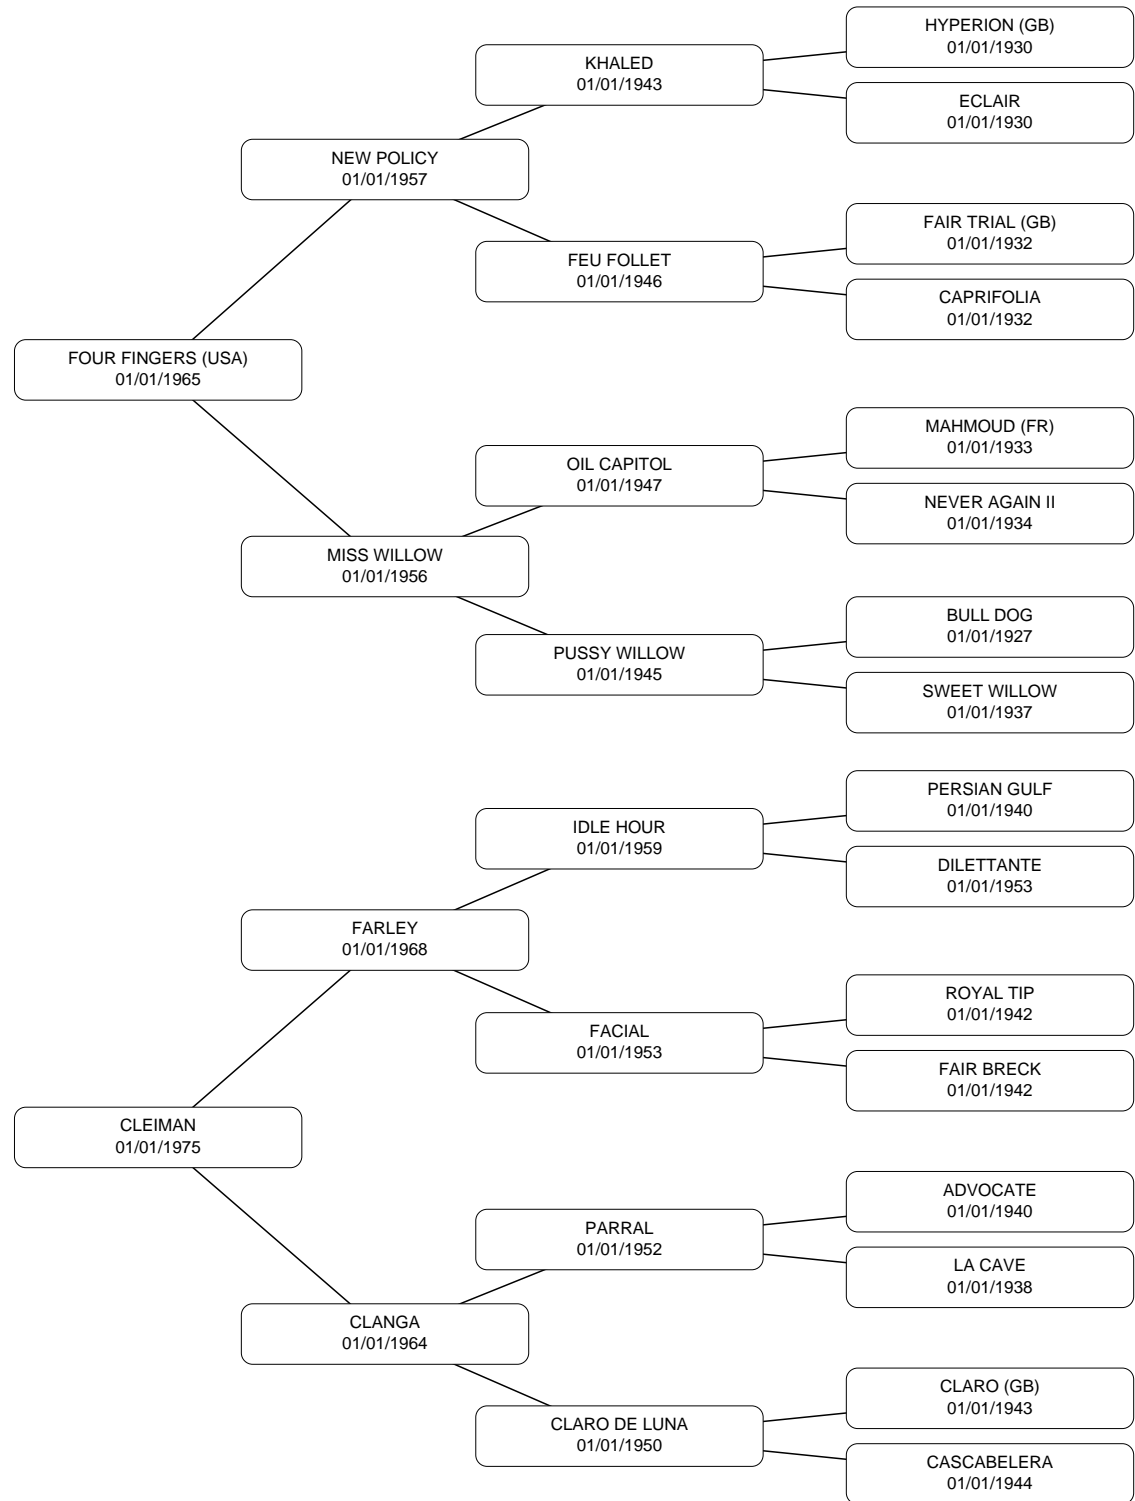 HYPERION (GB)
01/01/1930
KHALED
01/01/1943
ECLAIR
01/01/1930
NEW POLICY
01/01/1957
FAIR TRIAL (GB)
01/01/1932
FEU FOLLET
01/01/1946
CAPRIFOLIA
01/01/1932
FOUR FINGERS (USA)
01/01/1965
MAHMOUD (FR)
01/01/1933
OIL CAPITOL
01/01/1947
NEVER AGAIN II
01/01/1934
MISS WILLOW
01/01/1956
BULL DOG
01/01/1927
PUSSY WILLOW
01/01/1945
SWEET WILLOW
01/01/1937
PERSIAN GULF
01/01/1940
IDLE HOUR
01/01/1959
DILETTANTE
01/01/1953
FARLEY
01/01/1968
ROYAL TIP
01/01/1942
FACIAL
01/01/1953
FAIR BRECK
01/01/1942
CLEIMAN
01/01/1975
ADVOCATE
01/01/1940
PARRAL
01/01/1952
LA CAVE
01/01/1938
CLANGA
01/01/1964
CLARO (GB)
01/01/1943
CLARO DE LUNA
01/01/1950
CASCABELERA
01/01/1944